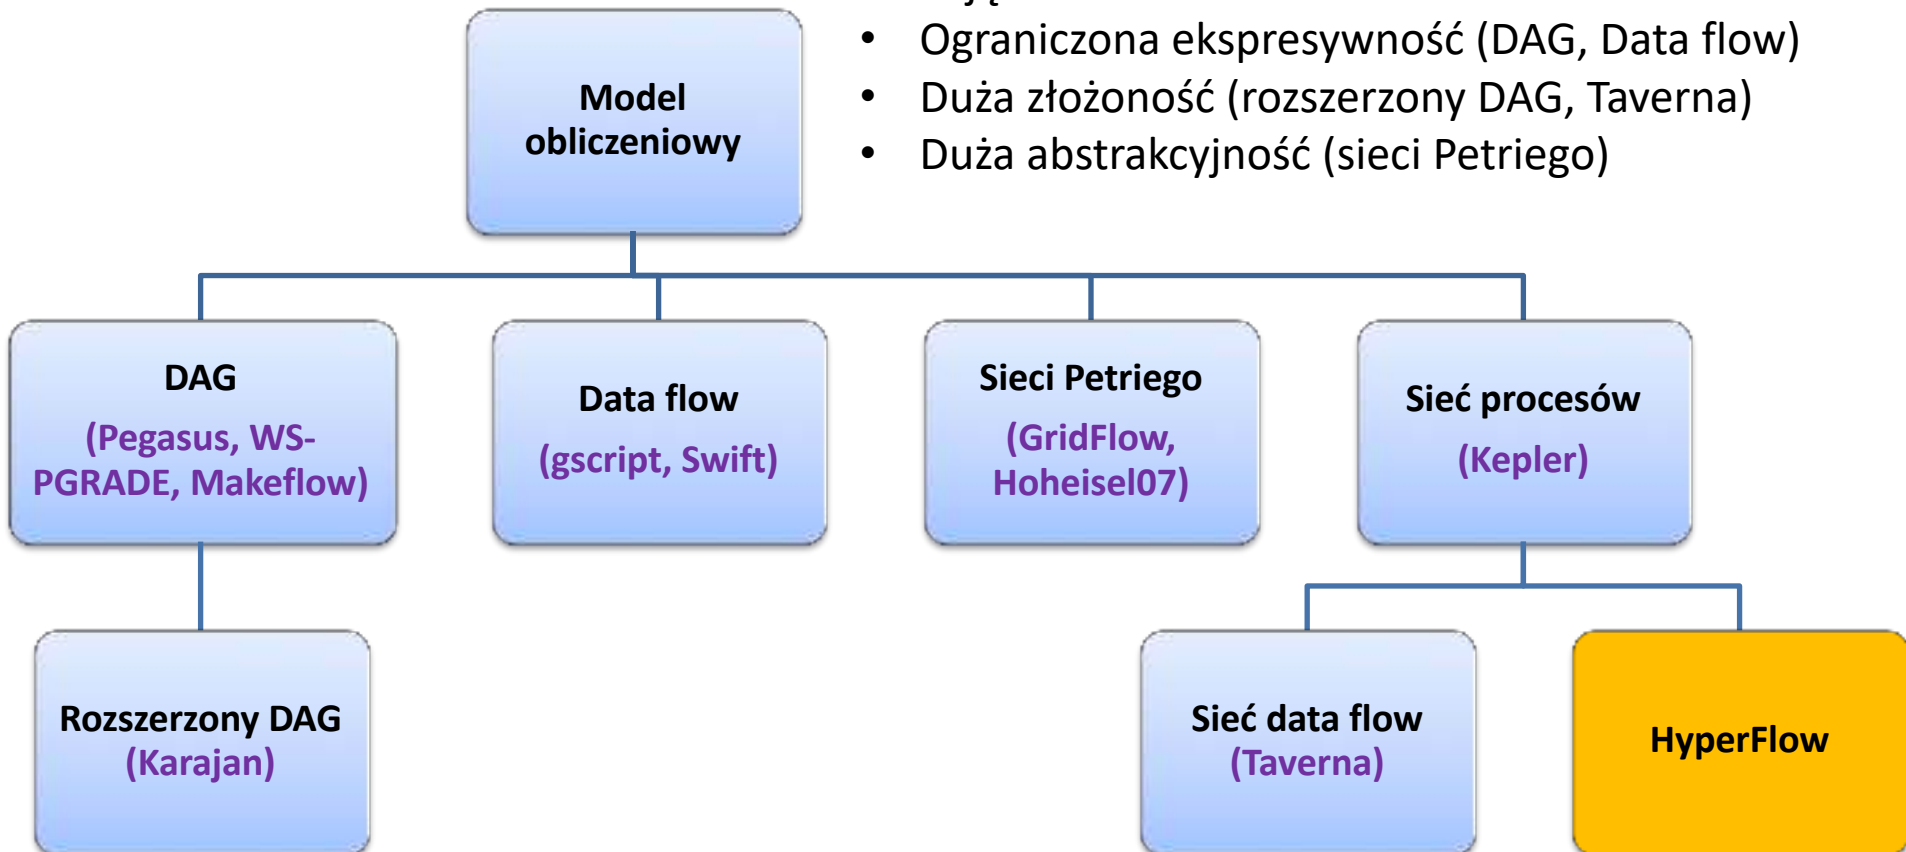 • Ograniczona ekspresywność (DAG, Data flow)
• Duża złożoność (rozszerzony DAG, Taverna)
• Duża abstrakcyjność (sieci Petriego)
Model
obliczeniowy
DAG
(Pegasus, WS-
PGRADE, Makeflow)
Data flow
(gscript, Swift)
Sieci Petriego
(GridFlow,
Hoheisel07)
Sieć procesów
(Kepler)
Rozszerzony DAG
(Karajan)
Sieć data flow
(Taverna)
HyperFlow